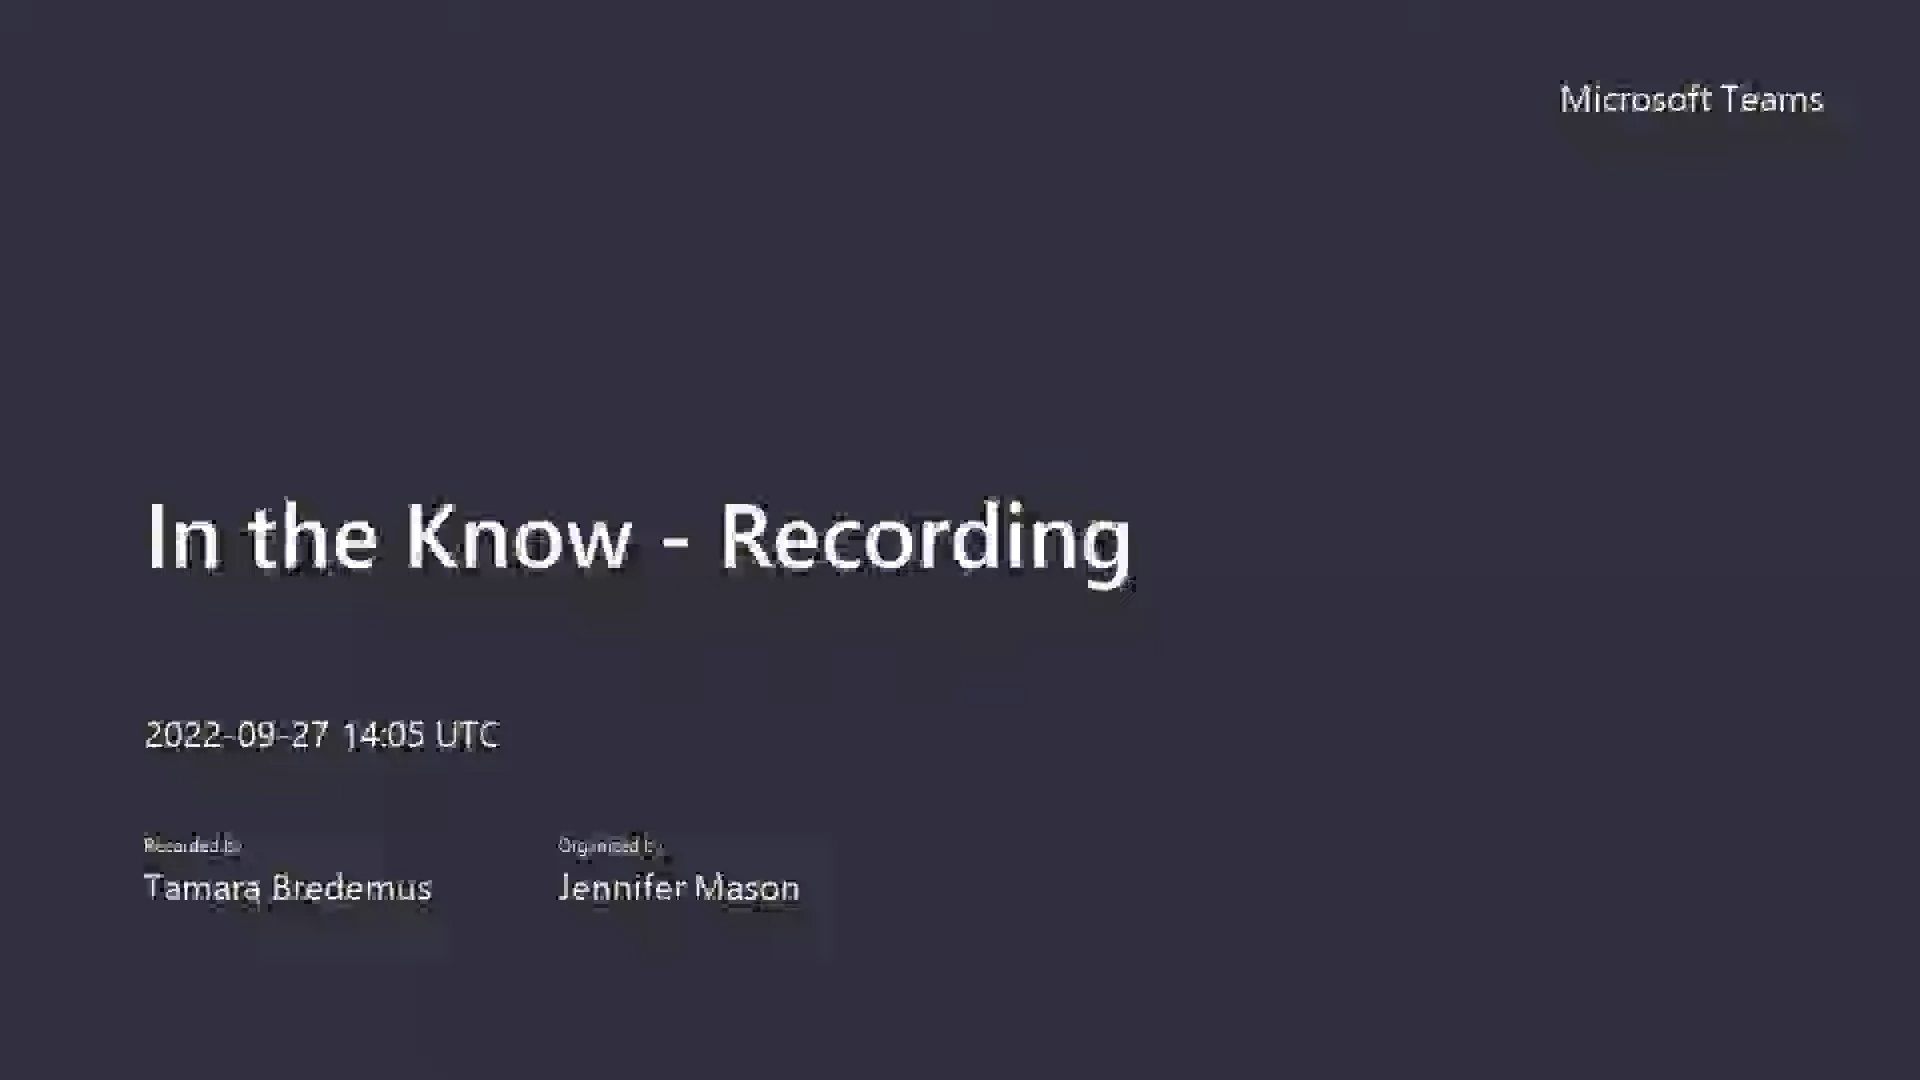 Microsoft Teams
In the Know - Recording
2022-09-27 14:05 UTC
Recorded by
Organized by
Tamara Bredemus
Jennifer Mason